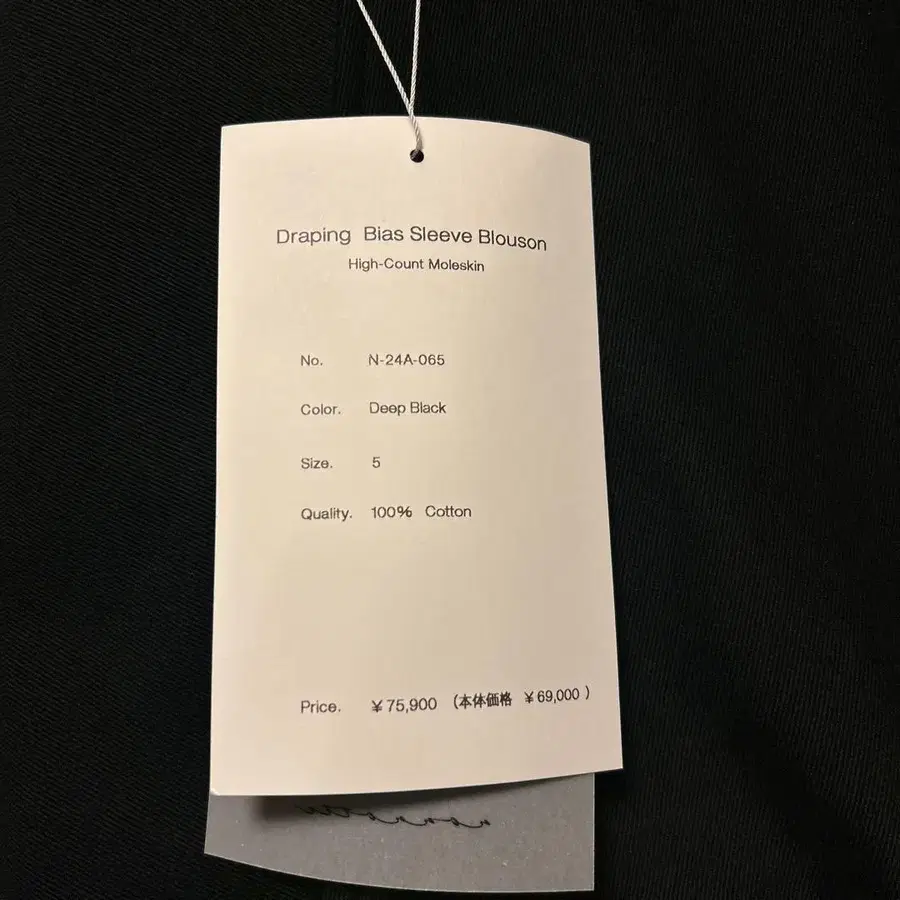 Draping Bias Sleeve Blouson
High-Count Moleskin
No. N-24A-065
Color. Deep Black
Size. 5
Quality. 100% Cotton
Price. ￥75,900 (本体価格 ￥69,000 )